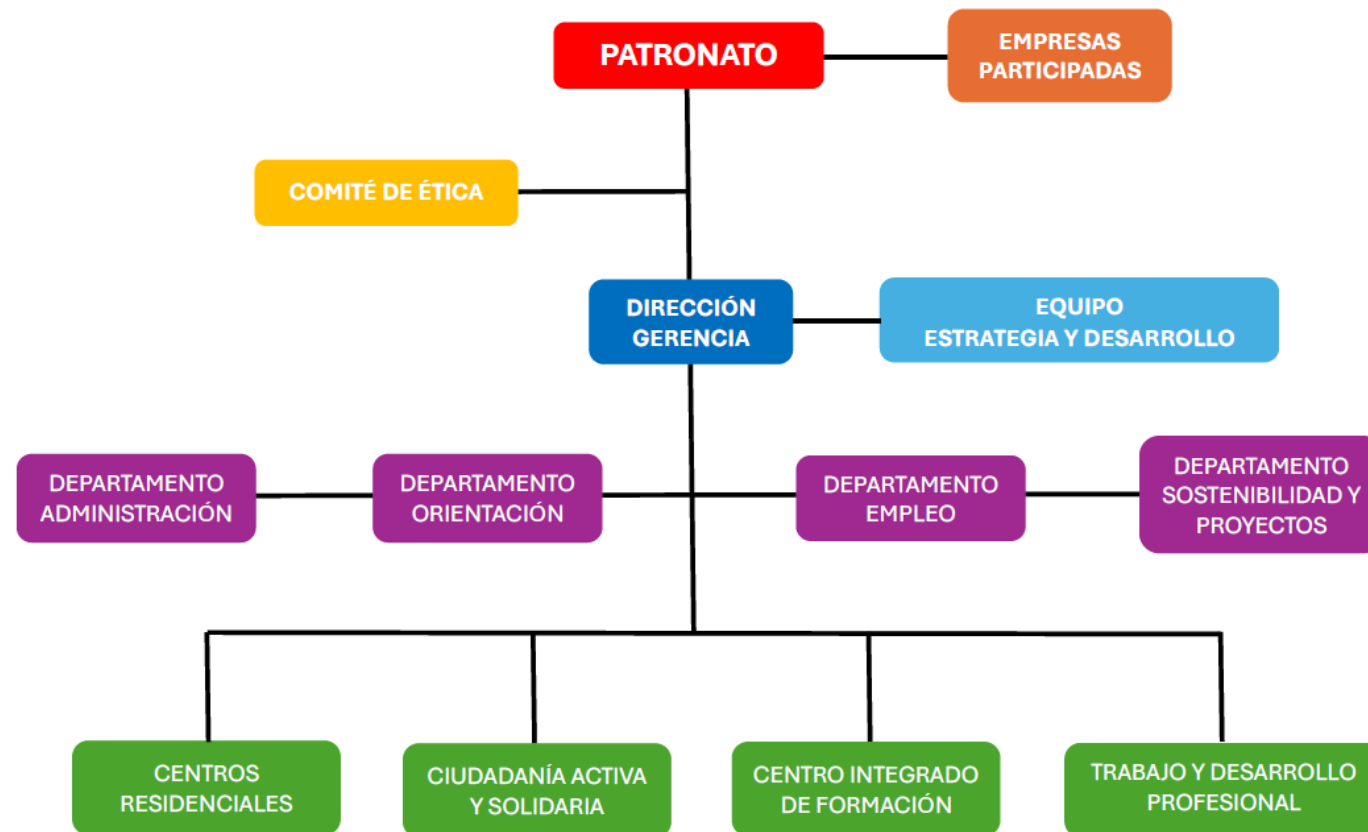 PATRONATO
EMPRESAS
PARTICIPADAS
COMITÉ DE ÉTICA
DIRECCIÓN
GERENCIA
EQUIPO
ESTRATEGIA Y DESARROLLO
DEPARTAMENTO
ADMINISTRACIÓN
DEPARTAMENTO
ORIENTACIÓN
DEPARTAMENTO
EMPLEO
DEPARTAMENTO
SOSTENIBILIDAD Y
PROYECTOS
CENTROS
RESIDENCIALES
CIUDADANÍA ACTIVA
Y SOLIDARIA
CENTRO INTEGRADO
DE FORMACIÓN
TRABAJO Y DESARROLLO
PROFESIONAL